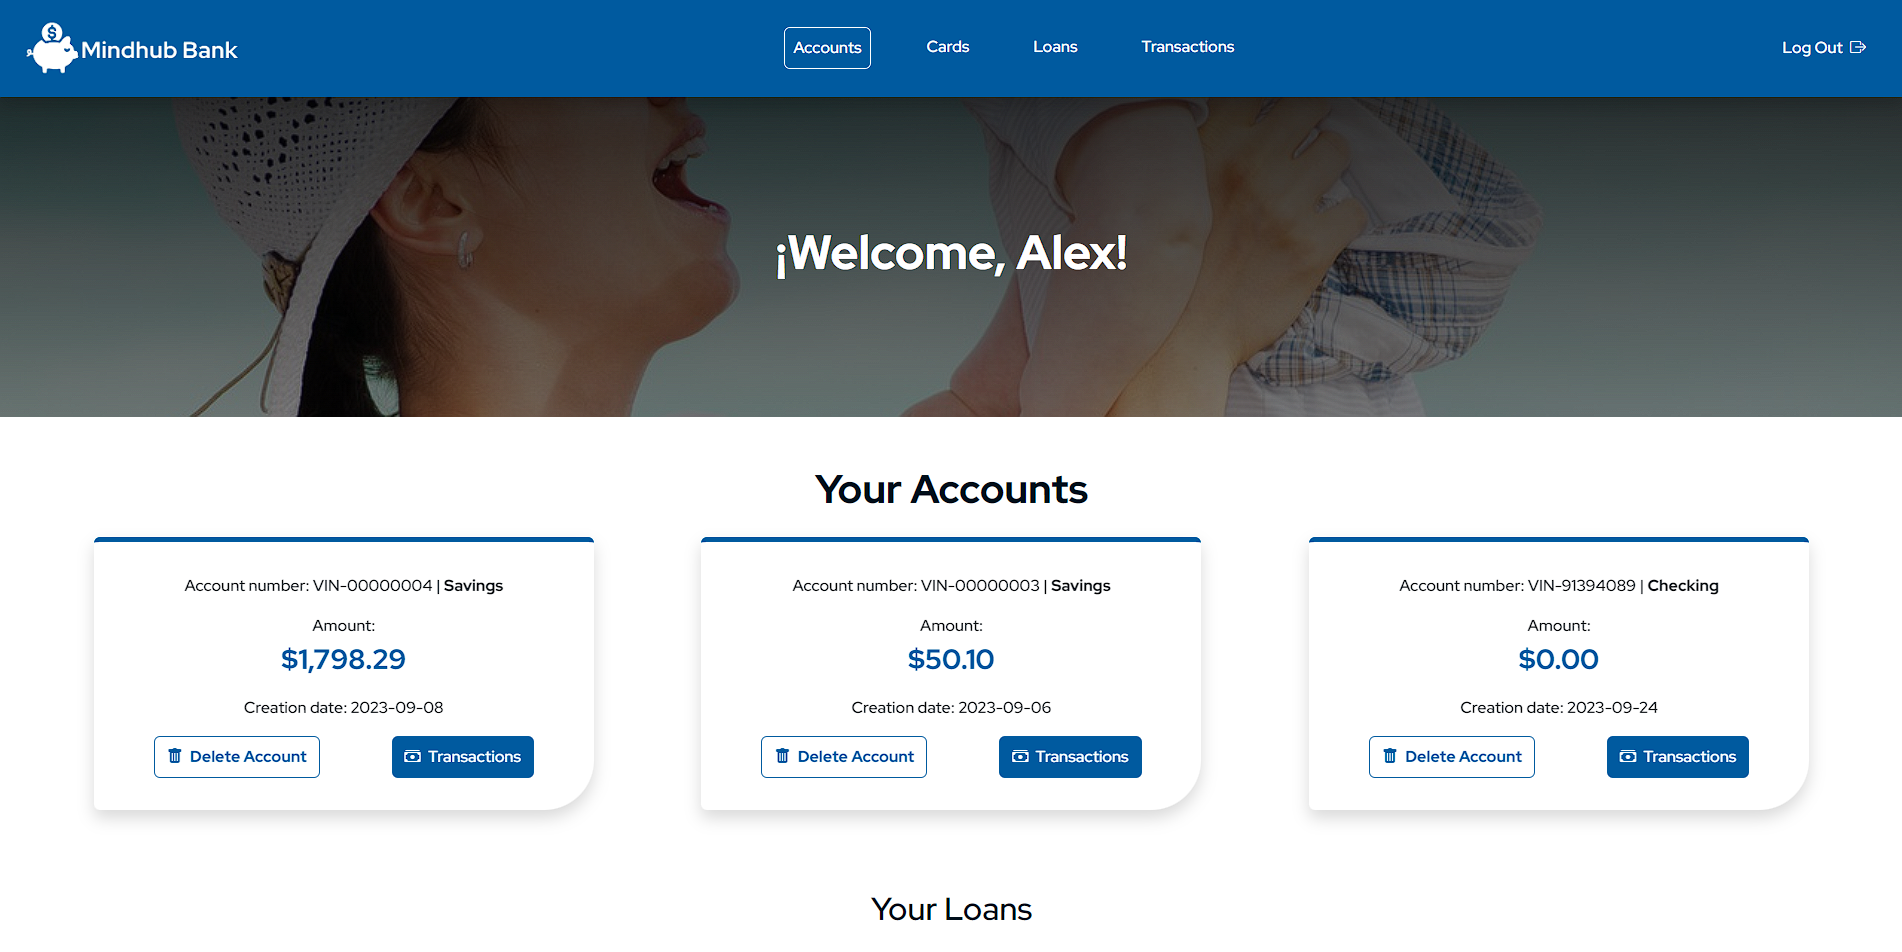 $
Mindhub Bank
Accounts
Cards
Loans
Transactions
Log Out
¡Welcome, Alex!
Your Accounts
Account number: VIN-00000004 | Savings
Amount:
$1,798.29
Creation date: 2023-09-08
Delete Account
Transactions
Account number: VIN-00000003 | Savings
Amount:
$50.10
Creation date: 2023-09-06
Delete Account
Transactions
Account number: VIN-91394089 | Checking
Amount:
$0.00
Creation date: 2023-09-24
Delete Account
Transactions
Your Loans